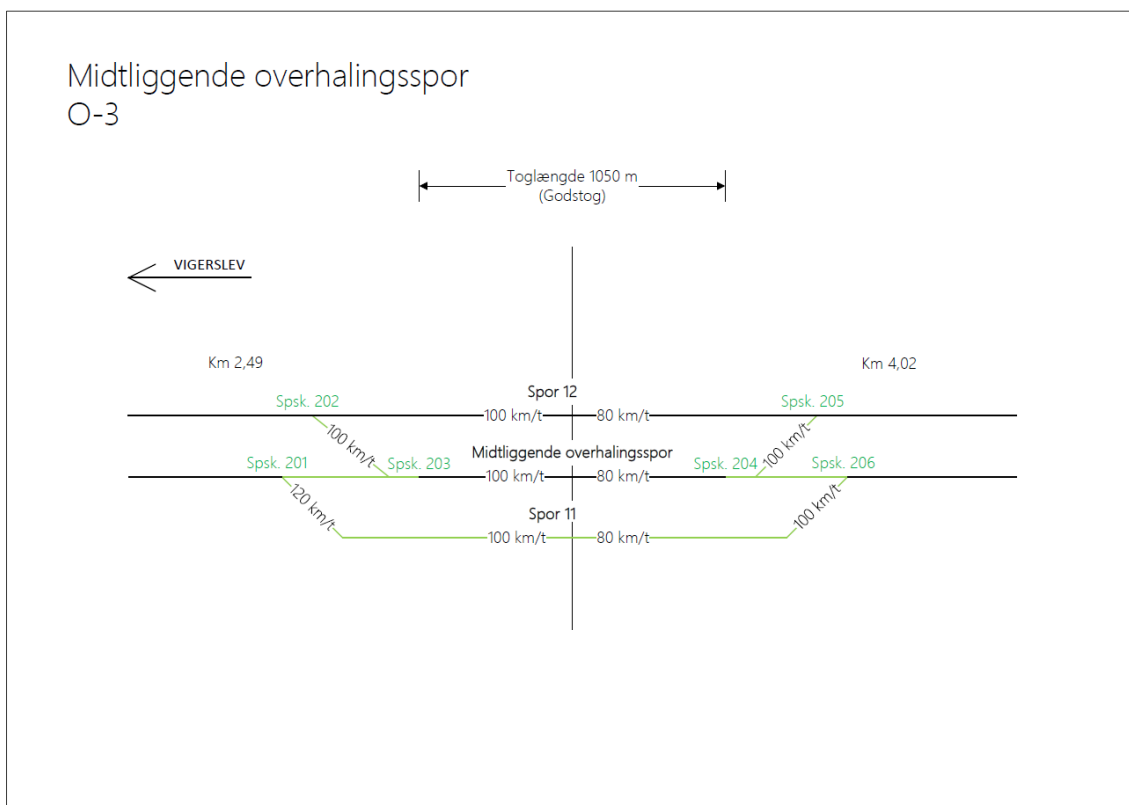 Midtliggende overhalingsspor
O-3
Toglængde 1050 m
(Godstog)
VIGERSLEV
Km 2,49
Km 4,02
Spor 12
Spsk. 202
Spsk. 205
100 km/t
80 km/t
100 km/t
100 km/t
Midtliggende overhalingsspor
Spsk. 201
Spsk. 203
Spsk. 204
Spsk. 206
100 km/t
80 km/t
120 km/t
100 km/t
Spor 11
100 km/t
80 km/t